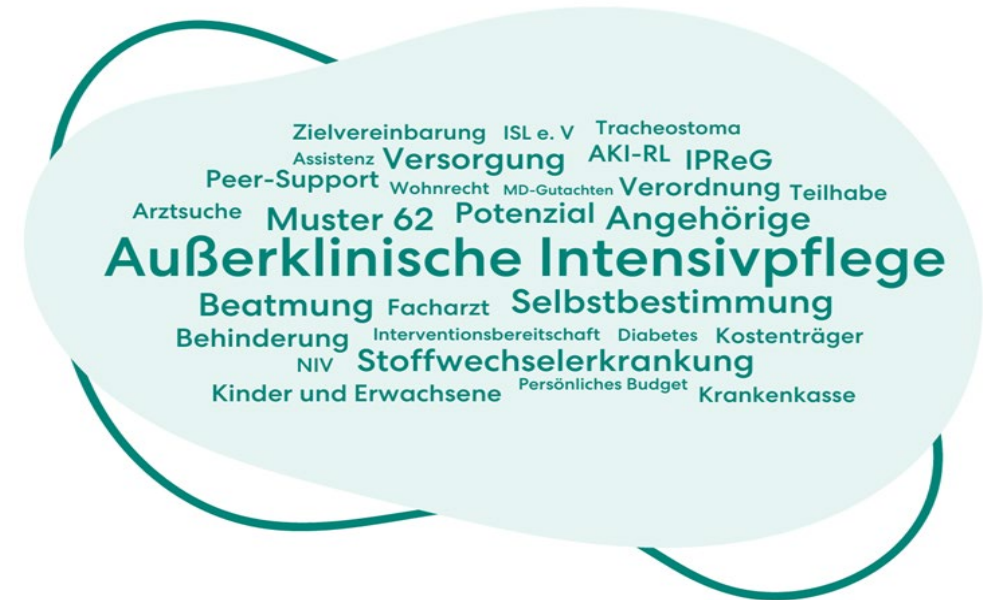 Zielvereinbarung ISL e. V Tracheostoma
Assistenz Versorgung AKI-RL IPReG
Peer-Support Wohnrecht MD-Gutachten Verordnung Teilhabe
Arztsuche Muster 62 Potenzial Angehörige
Außerklinische Intensivpflege
Beatmung Facharzt Selbstbestimmung
Behinderung Interventionsbereitschaft Diabetes Kostenträger
NIV Stoffwechselerkrankung
Kinder und Erwachsene Persönliches Budget Krankenkasse